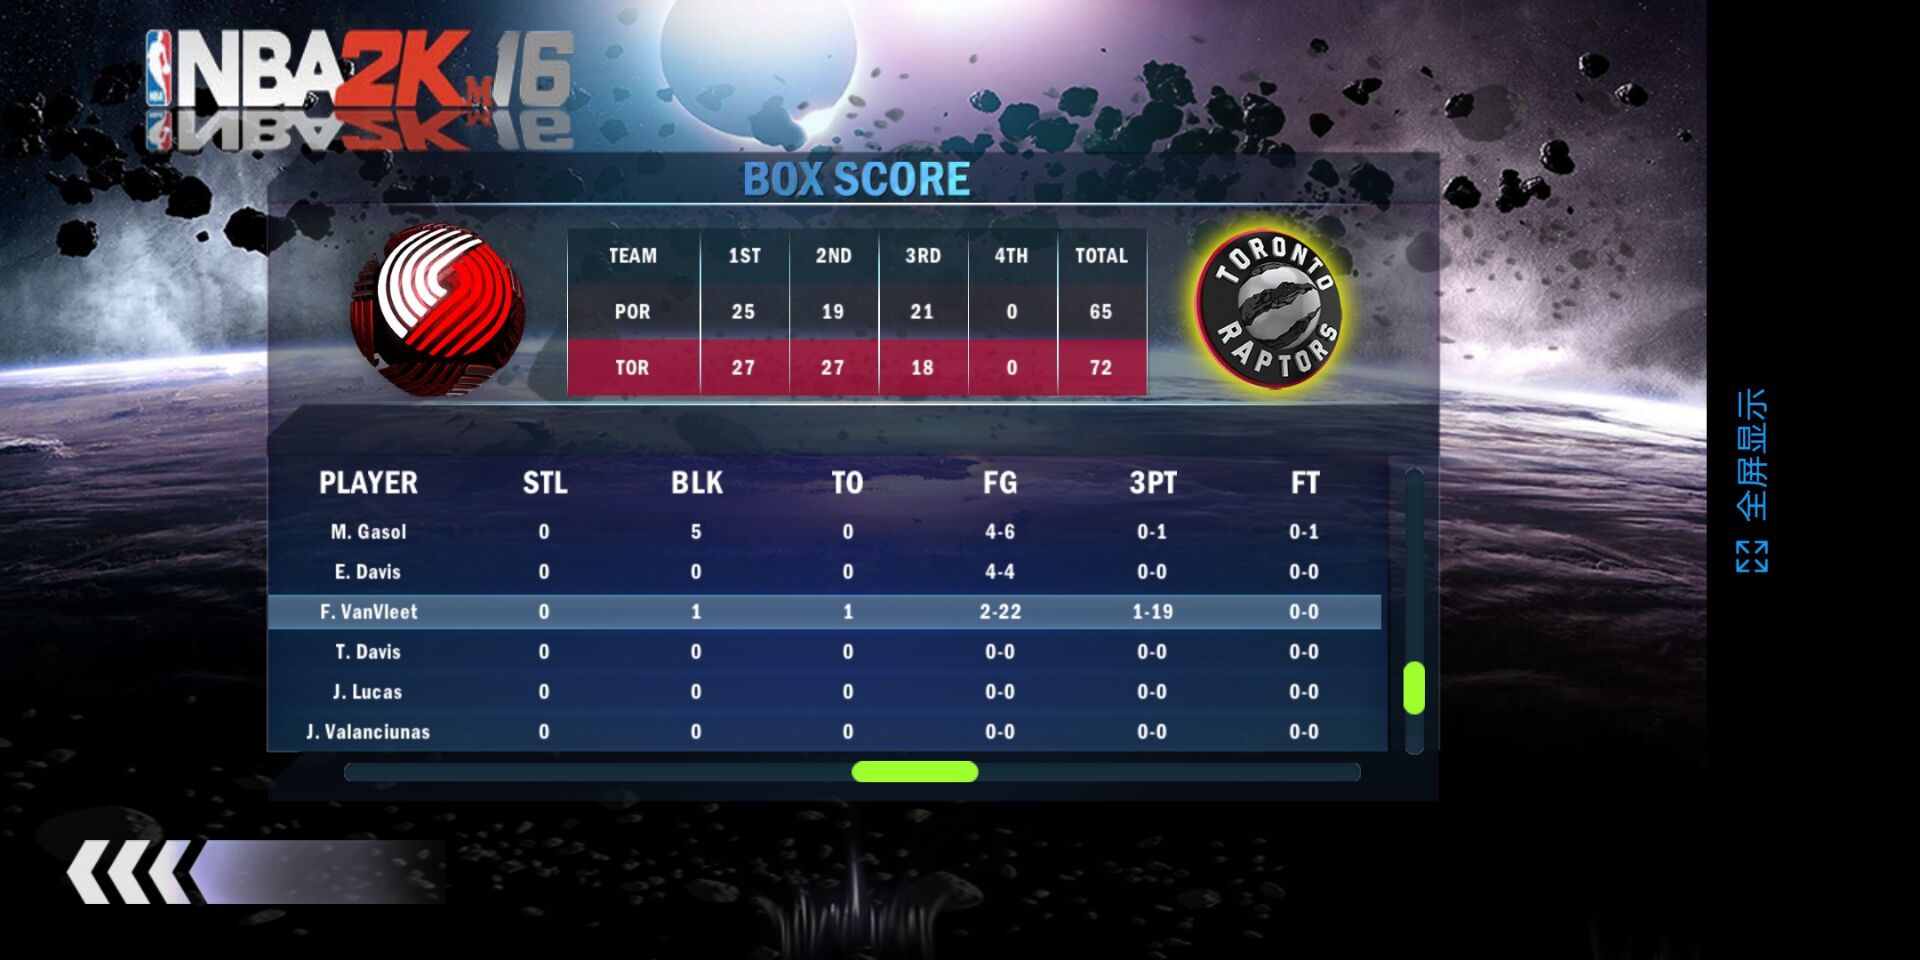 NBA2K M 16
BOX SCORE
TEAM 1ST 2ND 3RD 4TH TOTAL
POR 25 19 21 0 65
TOR 27 27 18 0 72
TORONTO
RAPTORS
PLAYER STL BLK TO FG 3PT FT
M. Gasol 0 5 0 4-6 0-1 0-1
E. Davis 0 0 0 4-4 0-0 0-0
F. VanVleet 0 1 1 2-22 1-19 0-0
T. Davis 0 0 0 0-0 0-0 0-0
J. Lucas 0 0 0 0-0 0-0 0-0
J. Valanciunas 0 0 0 0-0 0-0 0-0
全屏显示